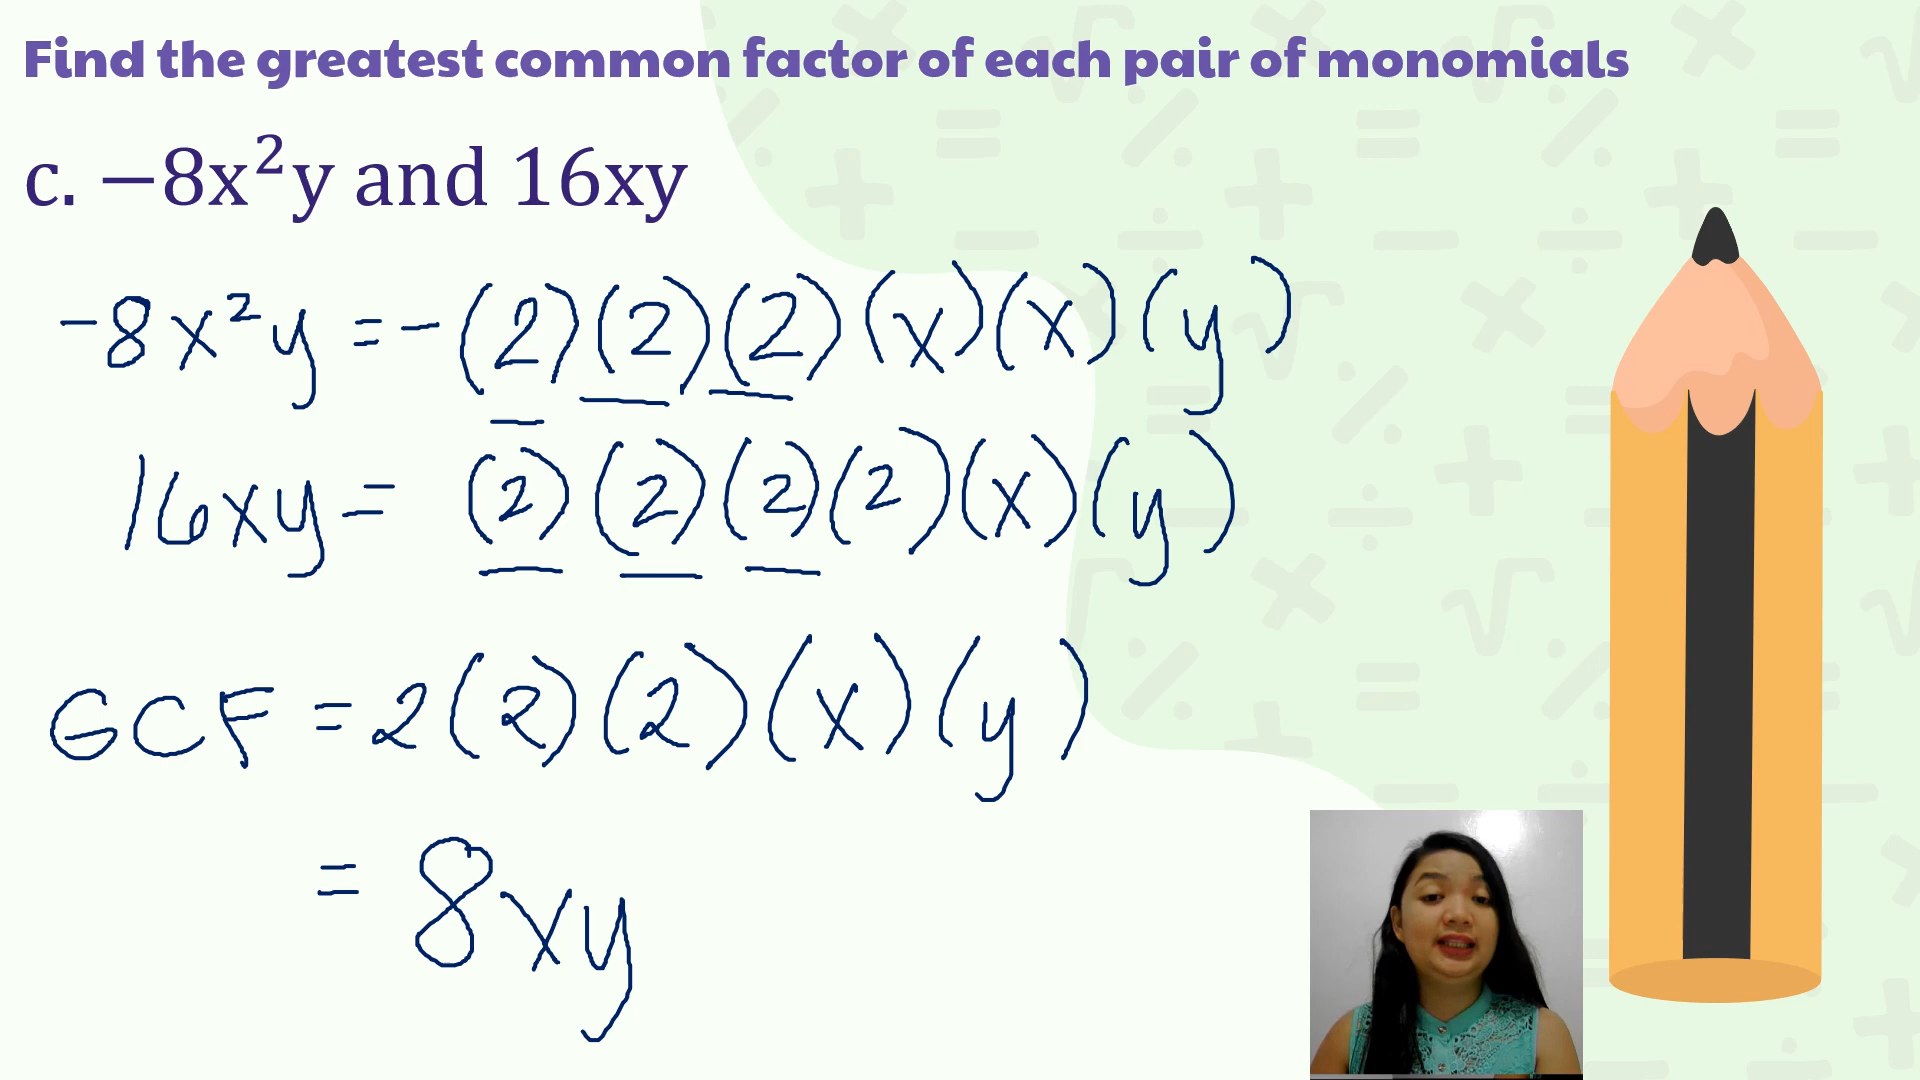 Find the greatest common factor of each pair of monomials
c. −8x²y and 16xy
-8x²y = -(2)(2)(2)(x)(x)(y)
16xy = (2)(2)(2)(2)(x)(y)
GCF = 2(2)(2)(x)(y)
= 8xy